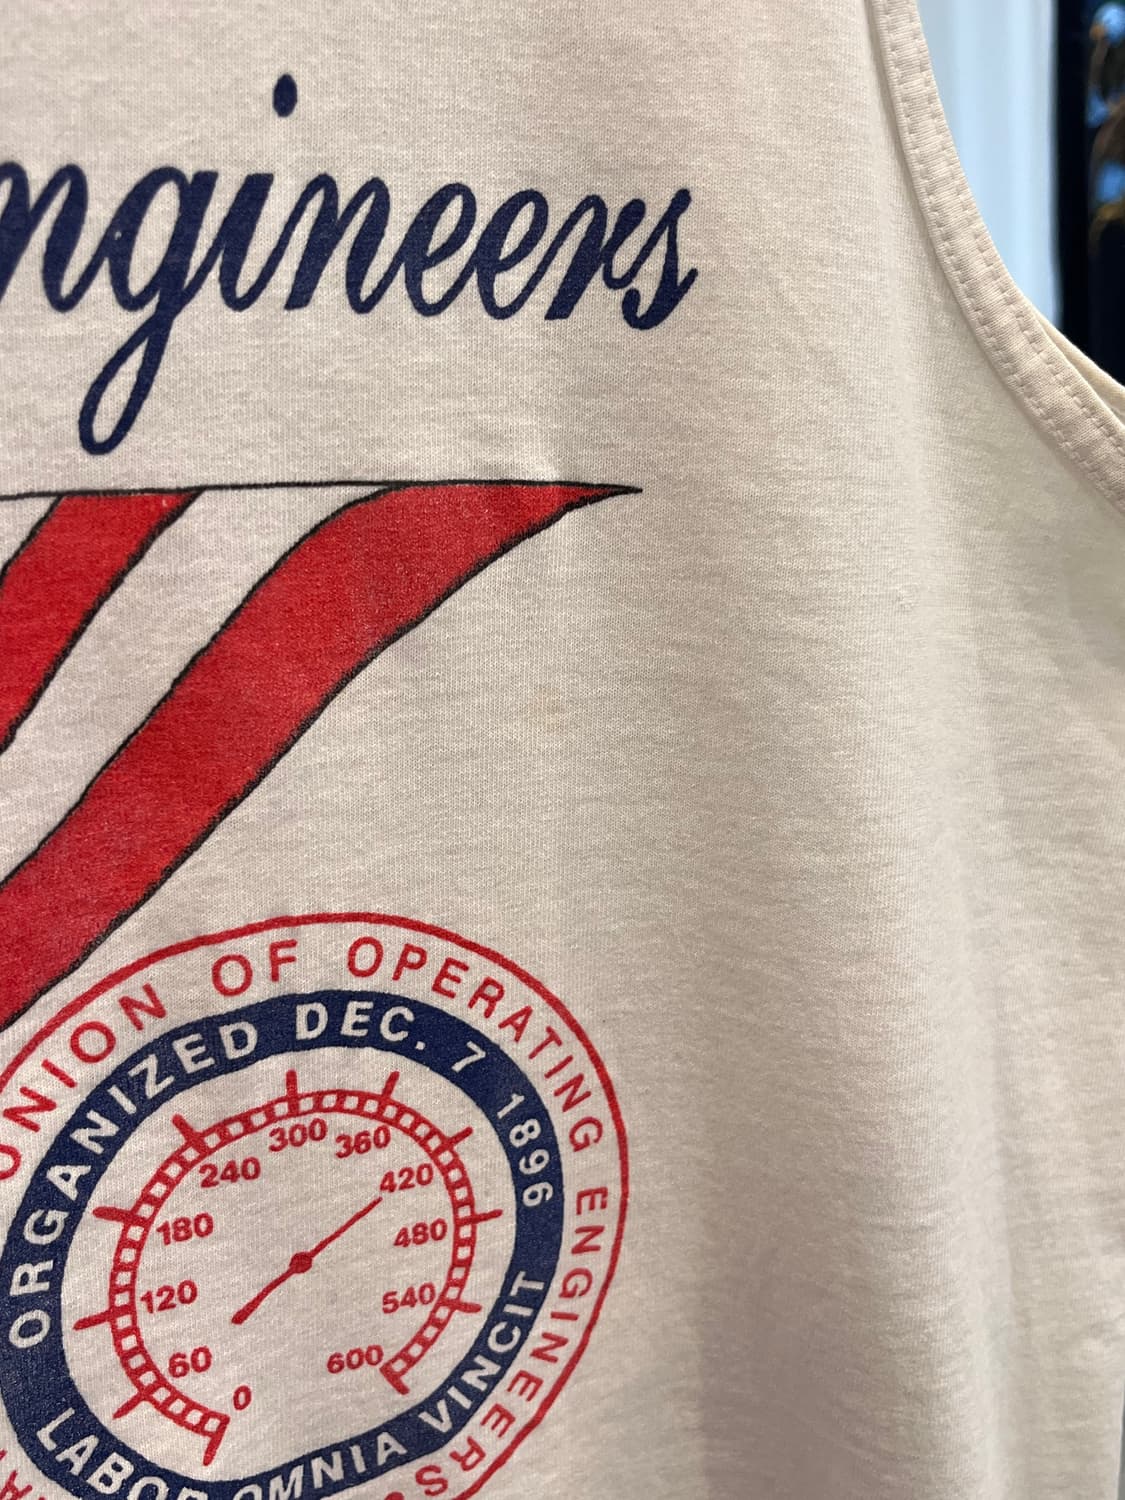 ngineers
UNION OF OPERATING ENGINEERS
ORGANIZED DEC. 7 1896
LABOR OMNIA VINCIT
0
60
120
180
240
300
360
420
480
540
600